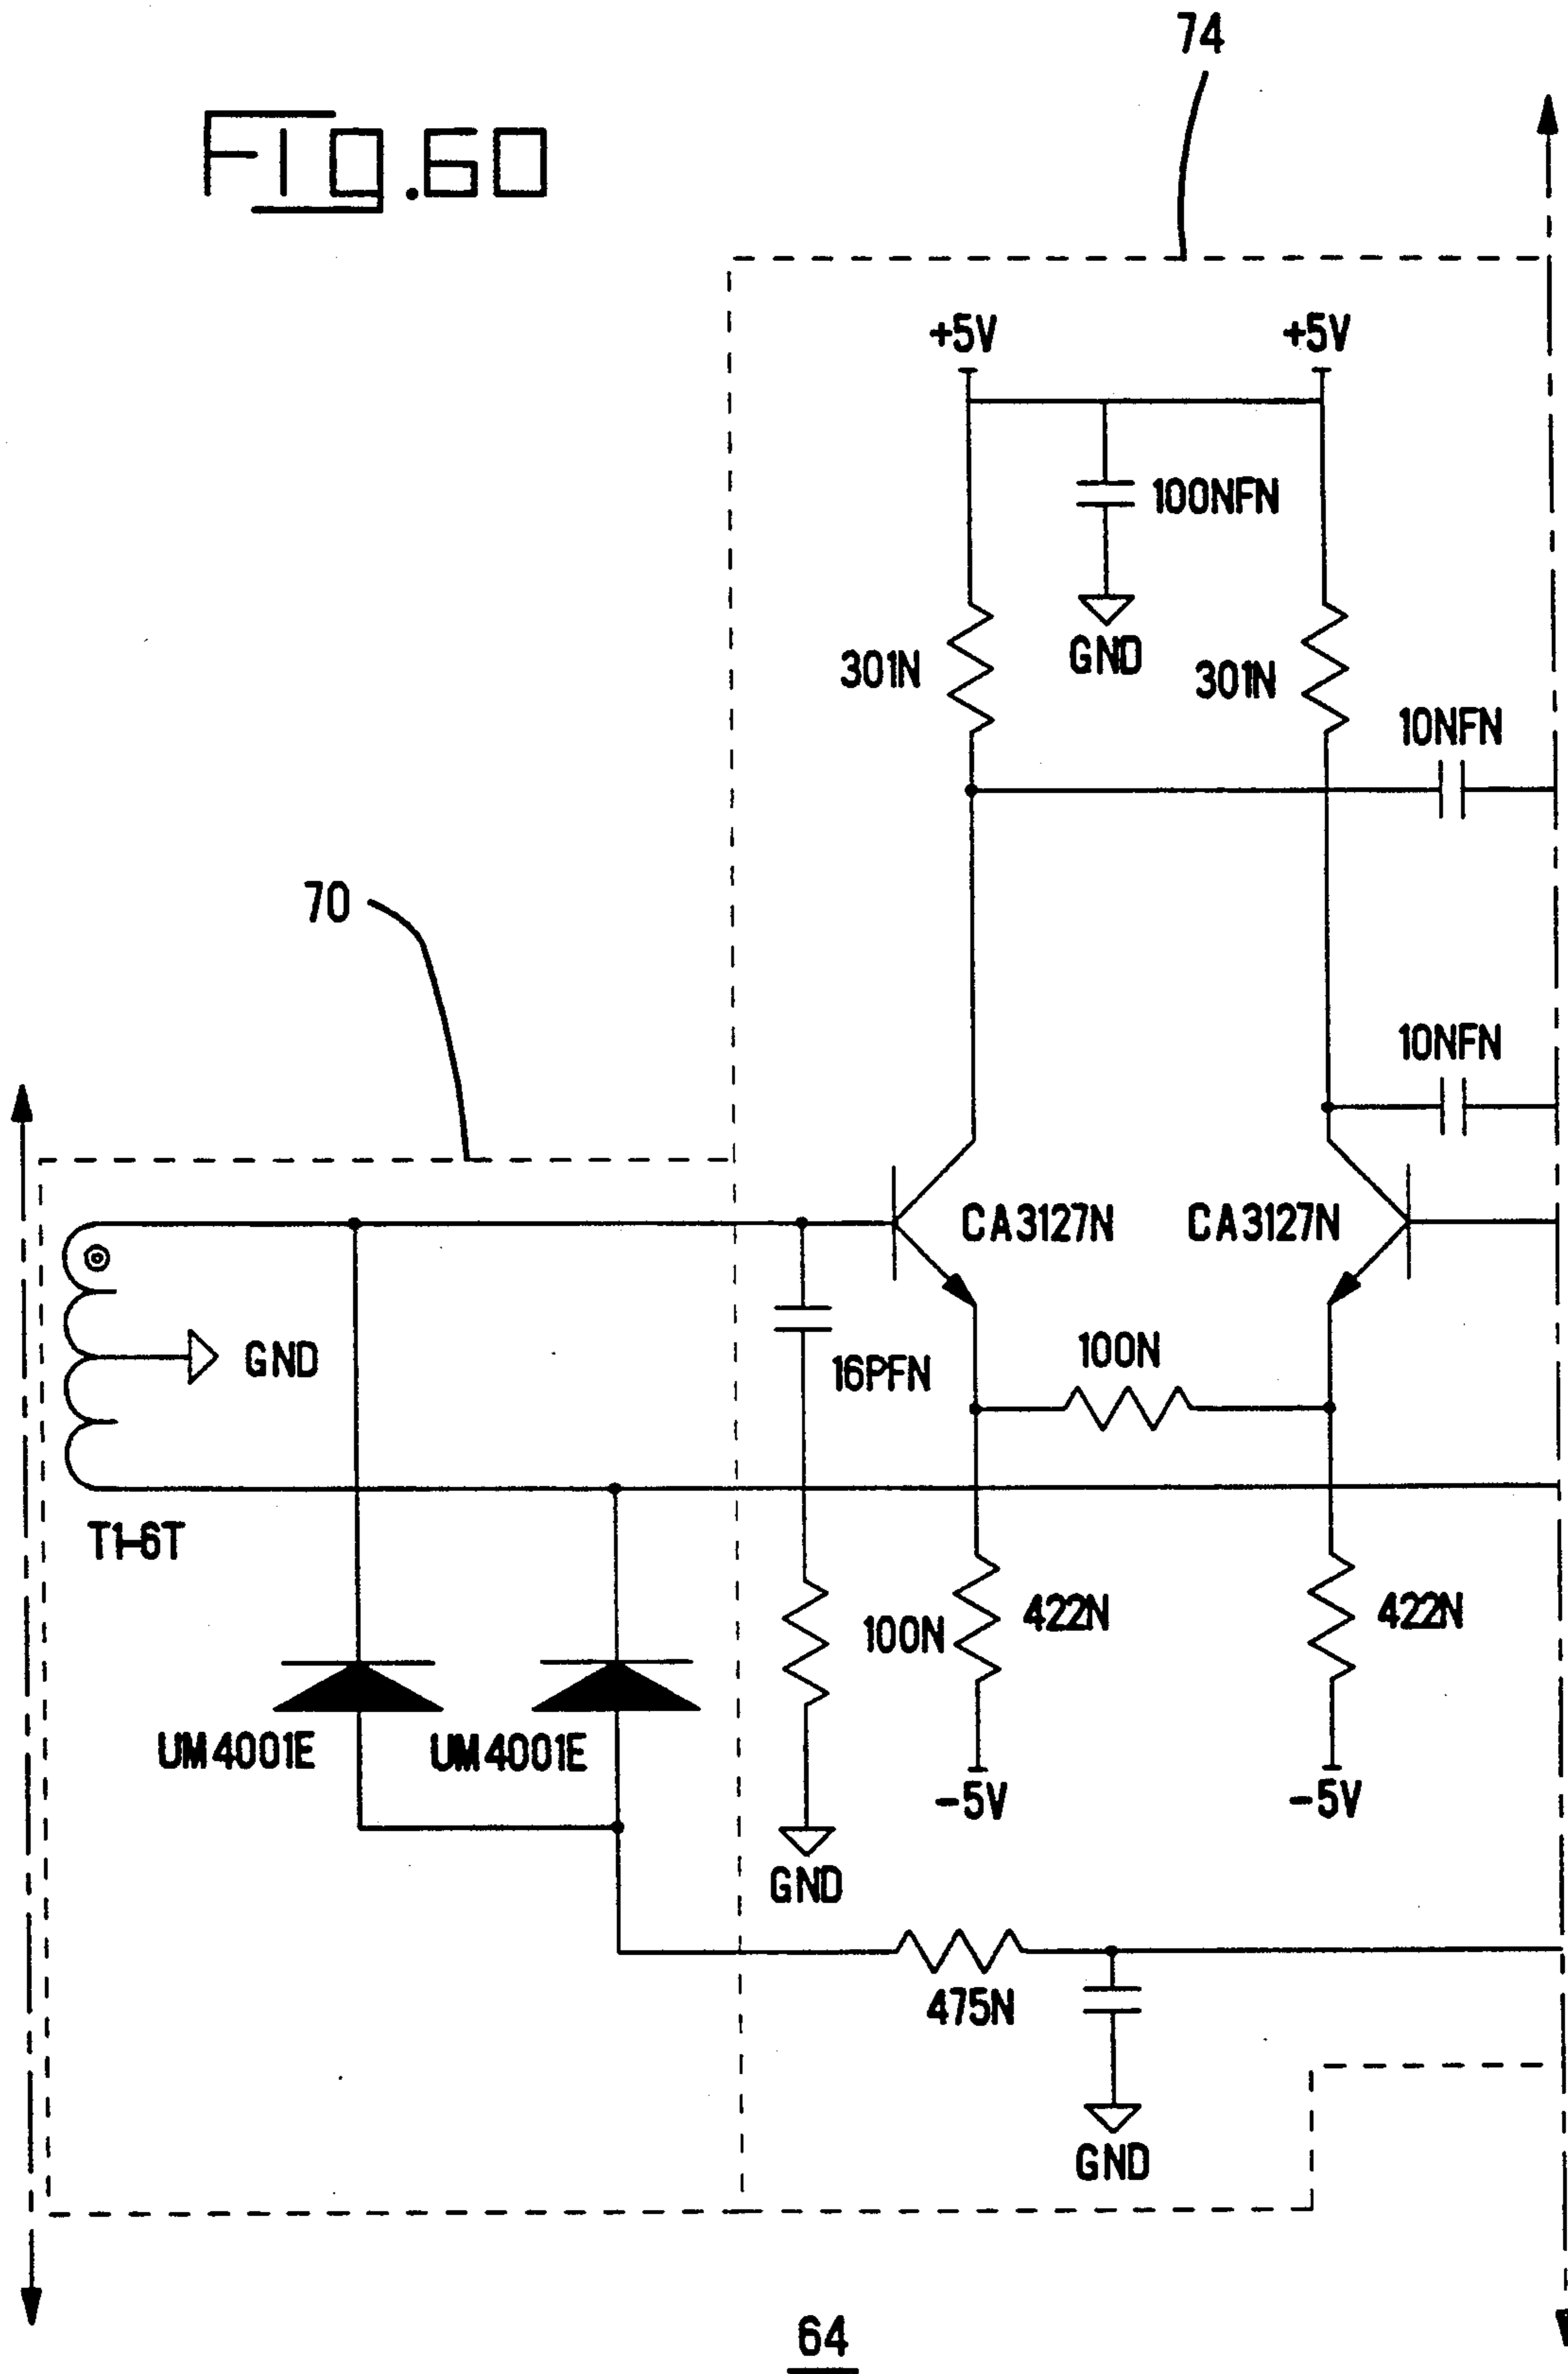 74
FIG.60
+5V
+5V
100NFN
GND
301N
301N
10NFN
70
10NFN
CA3127N
CA3127N
GND
16PFN
100N
T1-6T
100N
422N
422N
UM4001E
UM4001E
-5V
-5V
GND
475N
GND
64